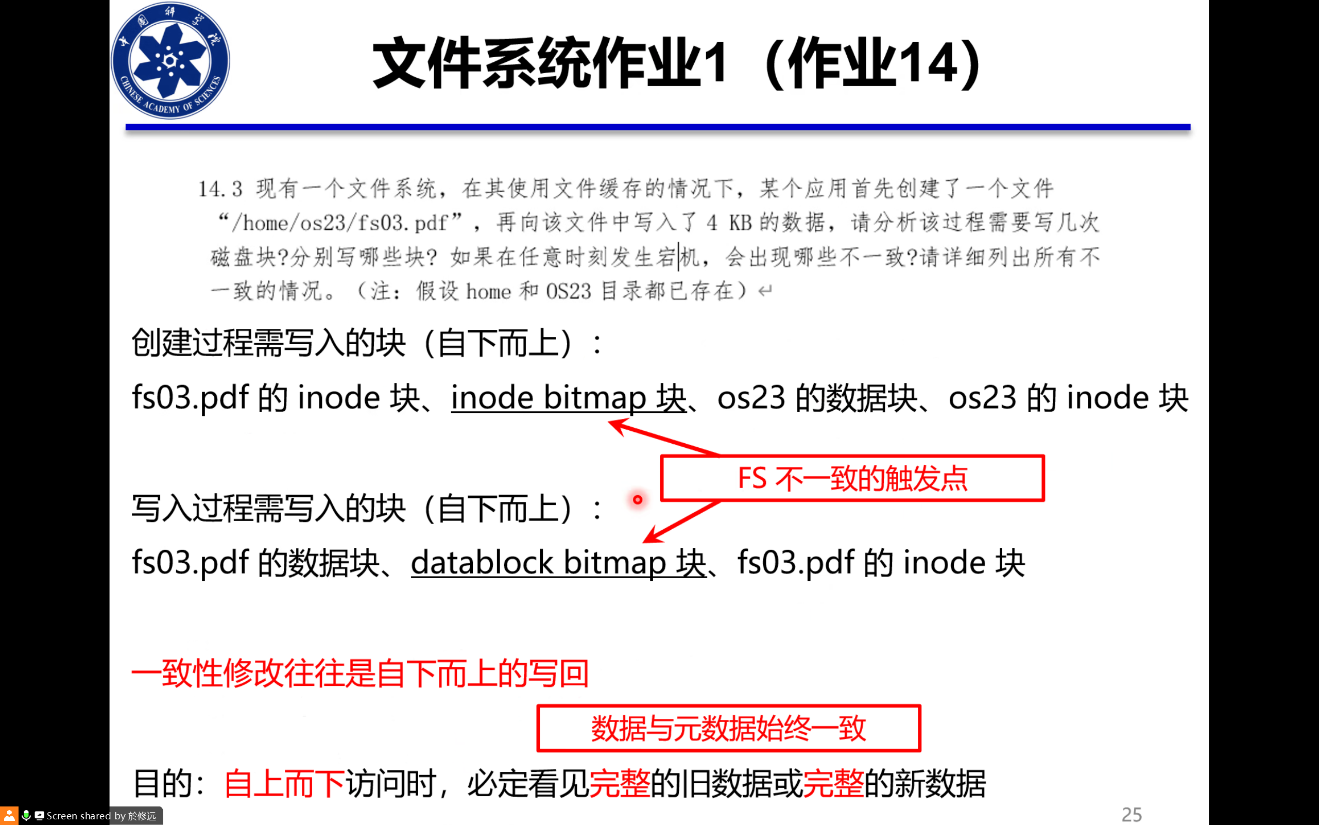 中国科学院
CHINESE ACADEMY OF SCIENCES
文件系统作业1（作业14）
14.3 现有一个文件系统，在其使用文件缓存的情况下，某个应用首先创建了一个文件
“/home/os23/fs03.pdf”，再向该文件中写入了 4 KB 的数据，请分析该过程需要写几次
磁盘块?分别写哪些块? 如果在任意时刻发生宕机，会出现哪些不一致?请详细列出所有不
一致的情况。（注：假设 home 和 OS23 目录都已存在）↵
创建过程需写入的块（自下而上）：
fs03.pdf 的 inode 块、inode bitmap 块、os23 的数据块、os23 的 inode 块
FS 不一致的触发点
写入过程需写入的块（自下而上）：
fs03.pdf 的数据块、datablock bitmap 块、fs03.pdf 的 inode 块
一致性修改往往是自下而上的写回
数据与元数据始终一致
目的：自上而下访问时，必定看见完整的旧数据或完整的新数据
25
Screen shared by 於修远